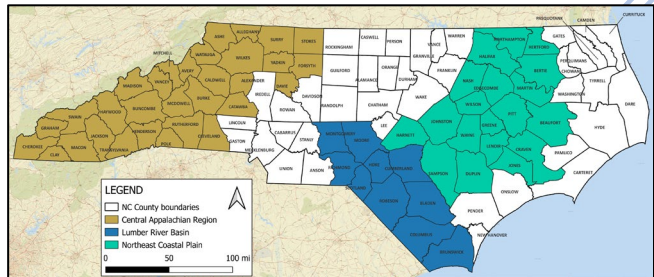 PASQUOTANK
CAMDEN
CURRITUCK
ALLEGHANY
ASHE
SURRY
STOKES
ROCKINGHAM
CASWELL
PERSON
VANCE
WARREN
NORTHAMPTON
GATES
HERTFORD
WATAUGA
WILKES
YADKIN
FORSYTH
GUILFORD
ALAMANCE
ORANGE
DURHAM
GRANVILLE
FRANKLIN
HALIFAX
BERTIE
CHOWAN
PERQUIMANS
MITCHELL
AVERY
CALDWELL
ALEXANDER
DAVIE
NASH
EDGECOMBE
MARTIN
WASHINGTON
TYRRELL
MADISON
YANCEY
IREDELL
DAVIDSON
RANDOLPH
CHATHAM
WAKE
WILSON
DARE
BUNCOMBE
MCDOWELL
BURKE
CATAWBA
ROWAN
HAYWOOD
SWAIN
GRAHAM
RUTHERFORD
LINCOLN
CABARRUS
STANLY
MONTGOMERY
MOORE
LEE
HARNETT
JOHNSTON
WAYNE
GREENE
PITT
BEAUFORT
HYDE
CHEROKEE
CLAY
MACON
JACKSON
TRANSYLVANIA
HENDERSON
POLK
CLEVELAND
GASTON
MECKLENBURG
RICHMOND
HOKE
CUMBERLAND
LENOIR
CRAVEN
JONES
PAMLICO
UNION
ANSON
SCOTLAND
SAMPSON
DUPLIN
CARTERET
ROBESON
BLADEN
ONSLOW
PENDER
COLUMBUS
NEW HANOVER
BRUNSWICK
LEGEND
NC County boundaries
Central Appalachian Region
Lumber River Basin
Northeast Coastal Plain
0 50 100 mi